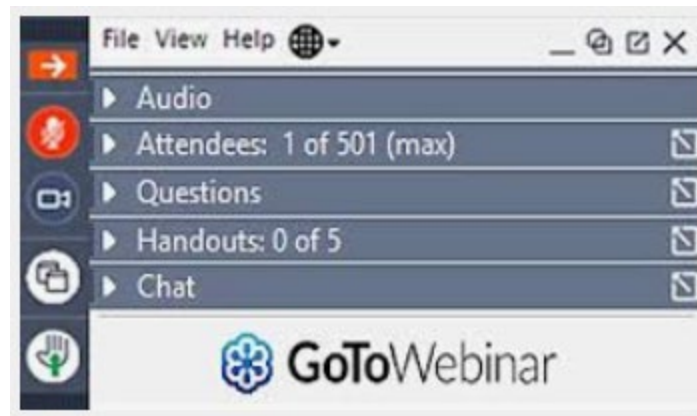 File View Help
Audio
Attendees: 1 of 501 (max)
Questions
Handouts: 0 of 5
Chat
GoToWebinar